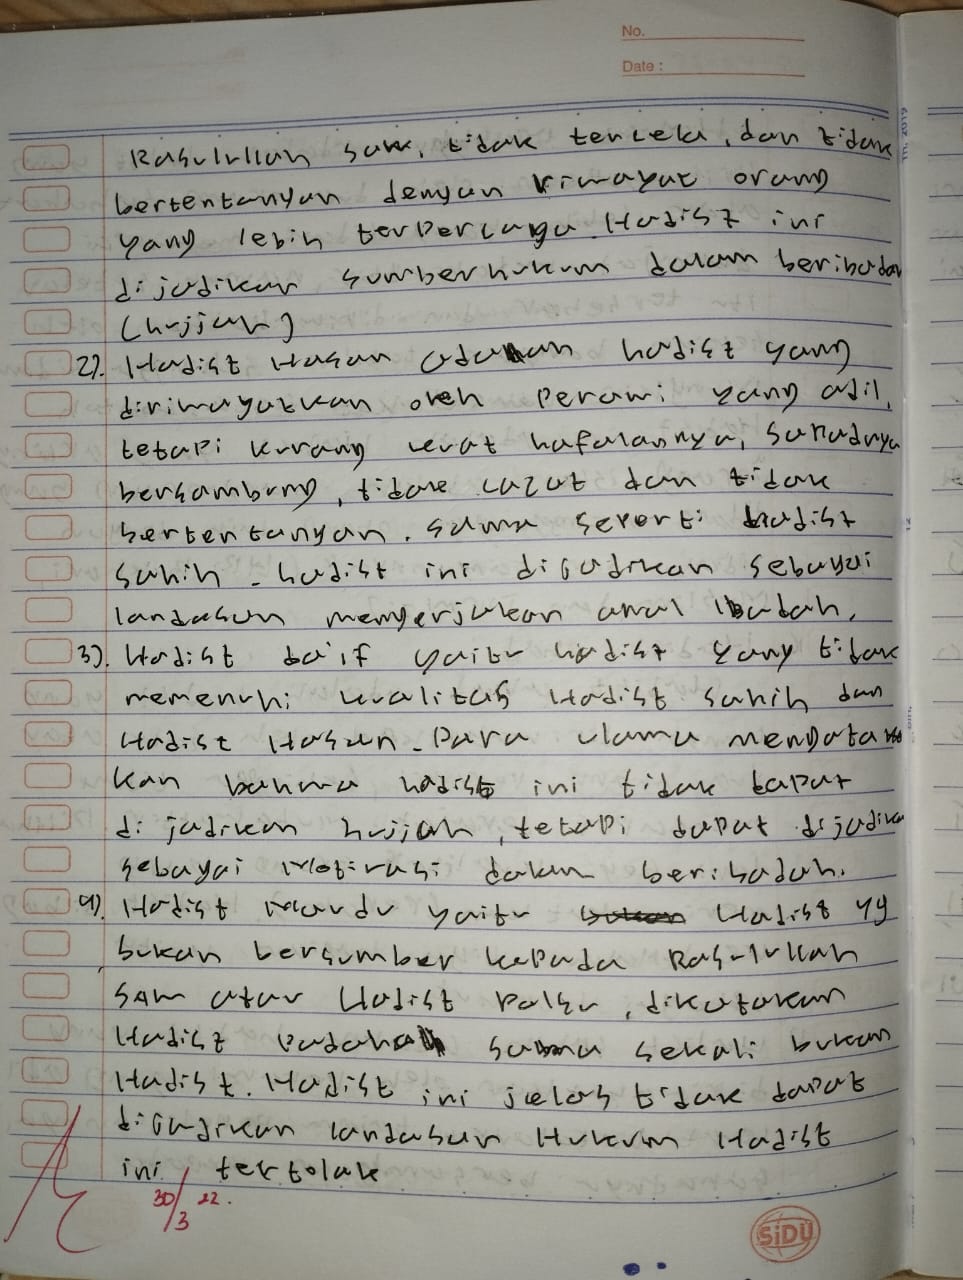 No.
Date :
Rasulullah saw, tidak tercela, dan tidak
bertentangan dengan riwayat orang
yang lebih terpercaya. Hadist ini
dijadikan sumber hukum dalam beribadah
(hujjah)
2). Hadist Hasan adalah hadist yang
diriwayatkan oleh perawi yang adil,
tetapi kurang kuat hafalannya, sanadnya
bersambung, tidak cacat dan tidak
bertentangan. sama seperti hadist
sahih. hadist ini dijadikan sebagai
landasan mengerjakan amal ibadah.
3). Hadist da'if yaitu hadist yang tidak
memenuhi kualitas Hadist sahih dan
Hadist Hasan. Para ulama mengata
kan bahwa hadist ini tidak dapat
di jadikan hujjah, tetapi dapat dijadika
sebagai Motivasi dalam beribadah.
4). Hadist Maudu yaitu Hadist yg
bukan bersumber kepada Rasulullah
SAW atau Hadist Palsu, dikatakan
Hadist padahal sama sekali bukan
Hadist. Hadist ini jelas tidak dapat
dijadikan landasan Hukum Hadist
ini tertolak
30/3 22.
SiDU